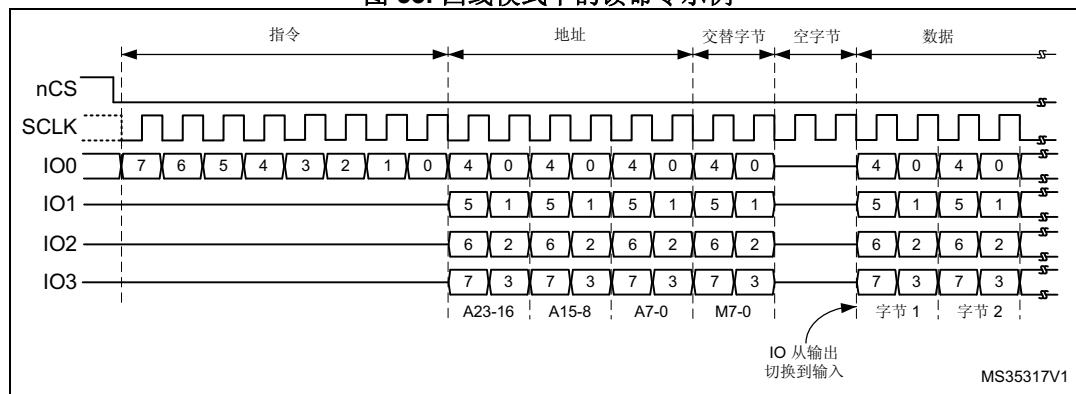 指令 地址 交替字节 空字节 数据
nCS
SCLK
IO0 7 6 5 4 3 2 1 0 4 0 4 0 4 0 4 0 4 0 4 0
IO1 5 1 5 1 5 1 5 1 5 1 5 1
IO2 6 2 6 2 6 2 6 2 6 2 6 2
IO3 7 3 7 3 7 3 7 3 7 3 7 3
A23-16 A15-8 A7-0 M7-0 字节 1 字节 2
IO 从输出
切换到输入
MS35317V1